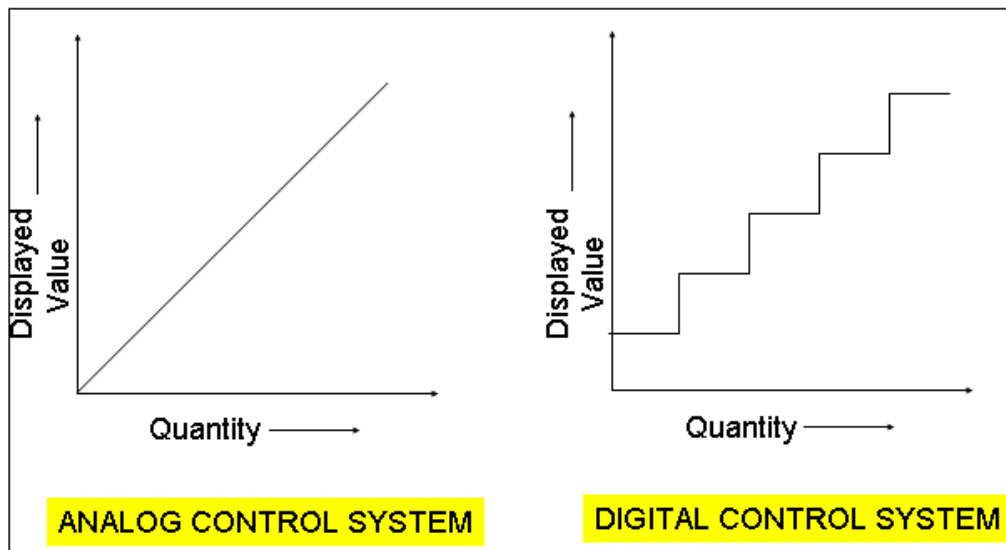 Displayed
Value
Quantity
ANALOG CONTROL SYSTEM
Displayed
Value
Quantity
DIGITAL CONTROL SYSTEM